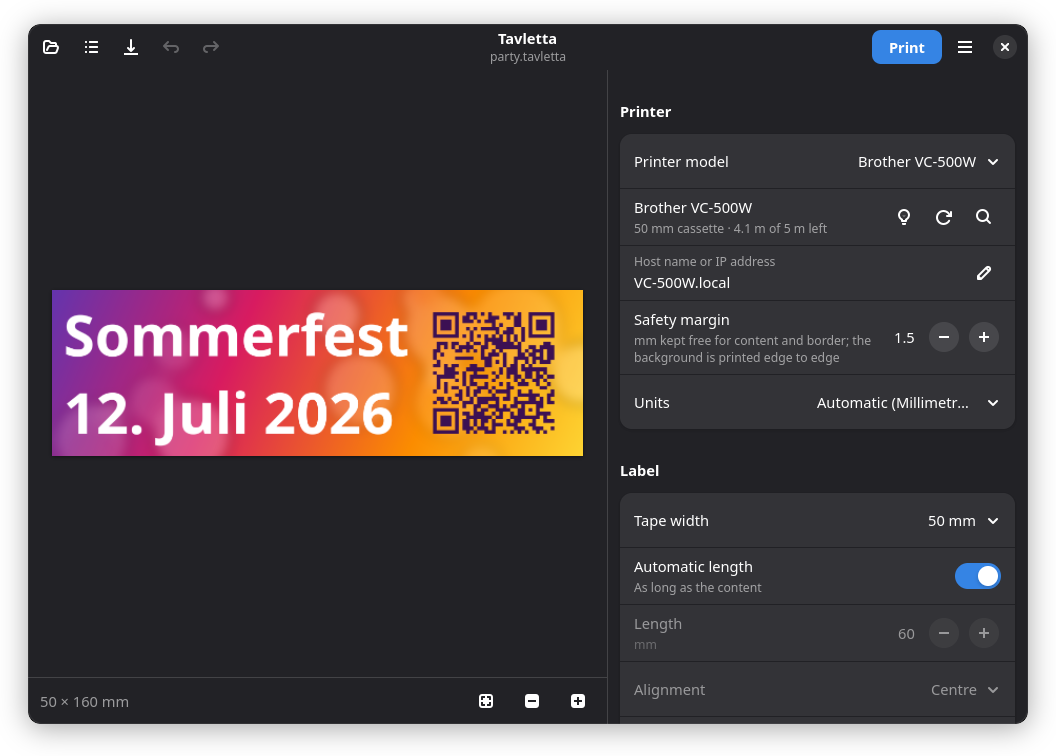 Tavletta
party.tavletta
Print
Sommerfest
12. Juli 2026
50 × 160 mm
Printer
Printer model
Brother VC-500W
Brother VC-500W
50 mm cassette · 4.1 m of 5 m left
Host name or IP address
VC-500W.local
Safety margin
mm kept free for content and border; the
background is printed edge to edge
1.5
Units
Automatic (Millimetr...
Label
Tape width
50 mm
Automatic length
As long as the content
Length
mm
60
Alignment
Centre